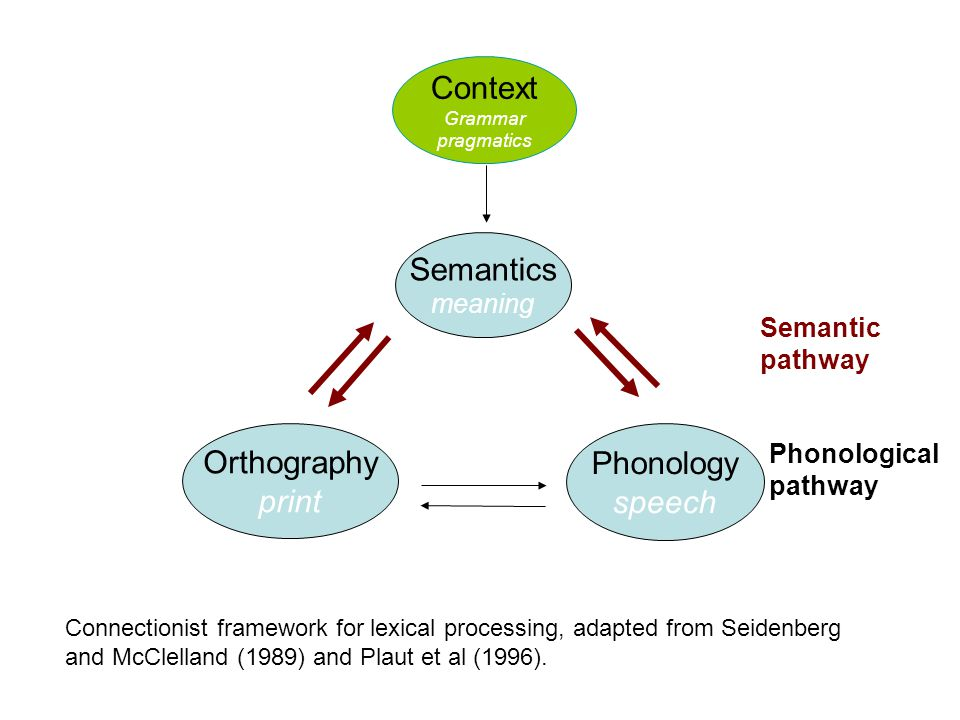 Context
Grammar
pragmatics
Semantics
meaning
Semantic
pathway
Orthography
print
Phonology
speech
Phonological
pathway
Connectionist framework for lexical processing, adapted from Seidenberg
and McClelland (1989) and Plaut et al (1996).